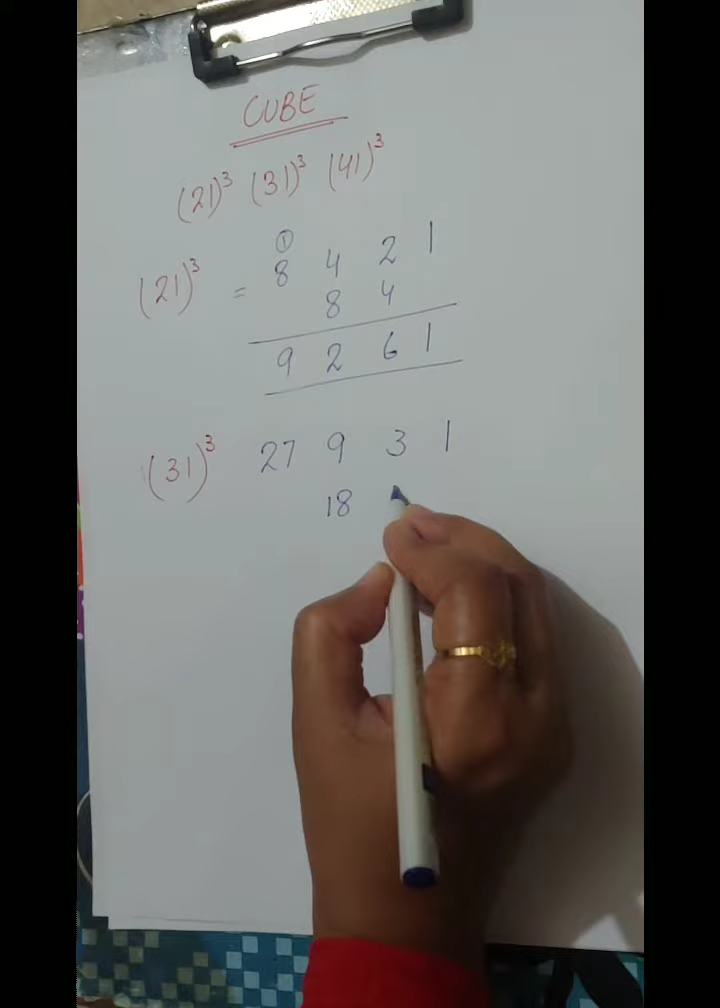 CUBE
(21)³ (31)³ (41)³
①
(21)³ = 8 4 2 1
8 4
9 2 6 1
(31)³ 27 9 3 1
18